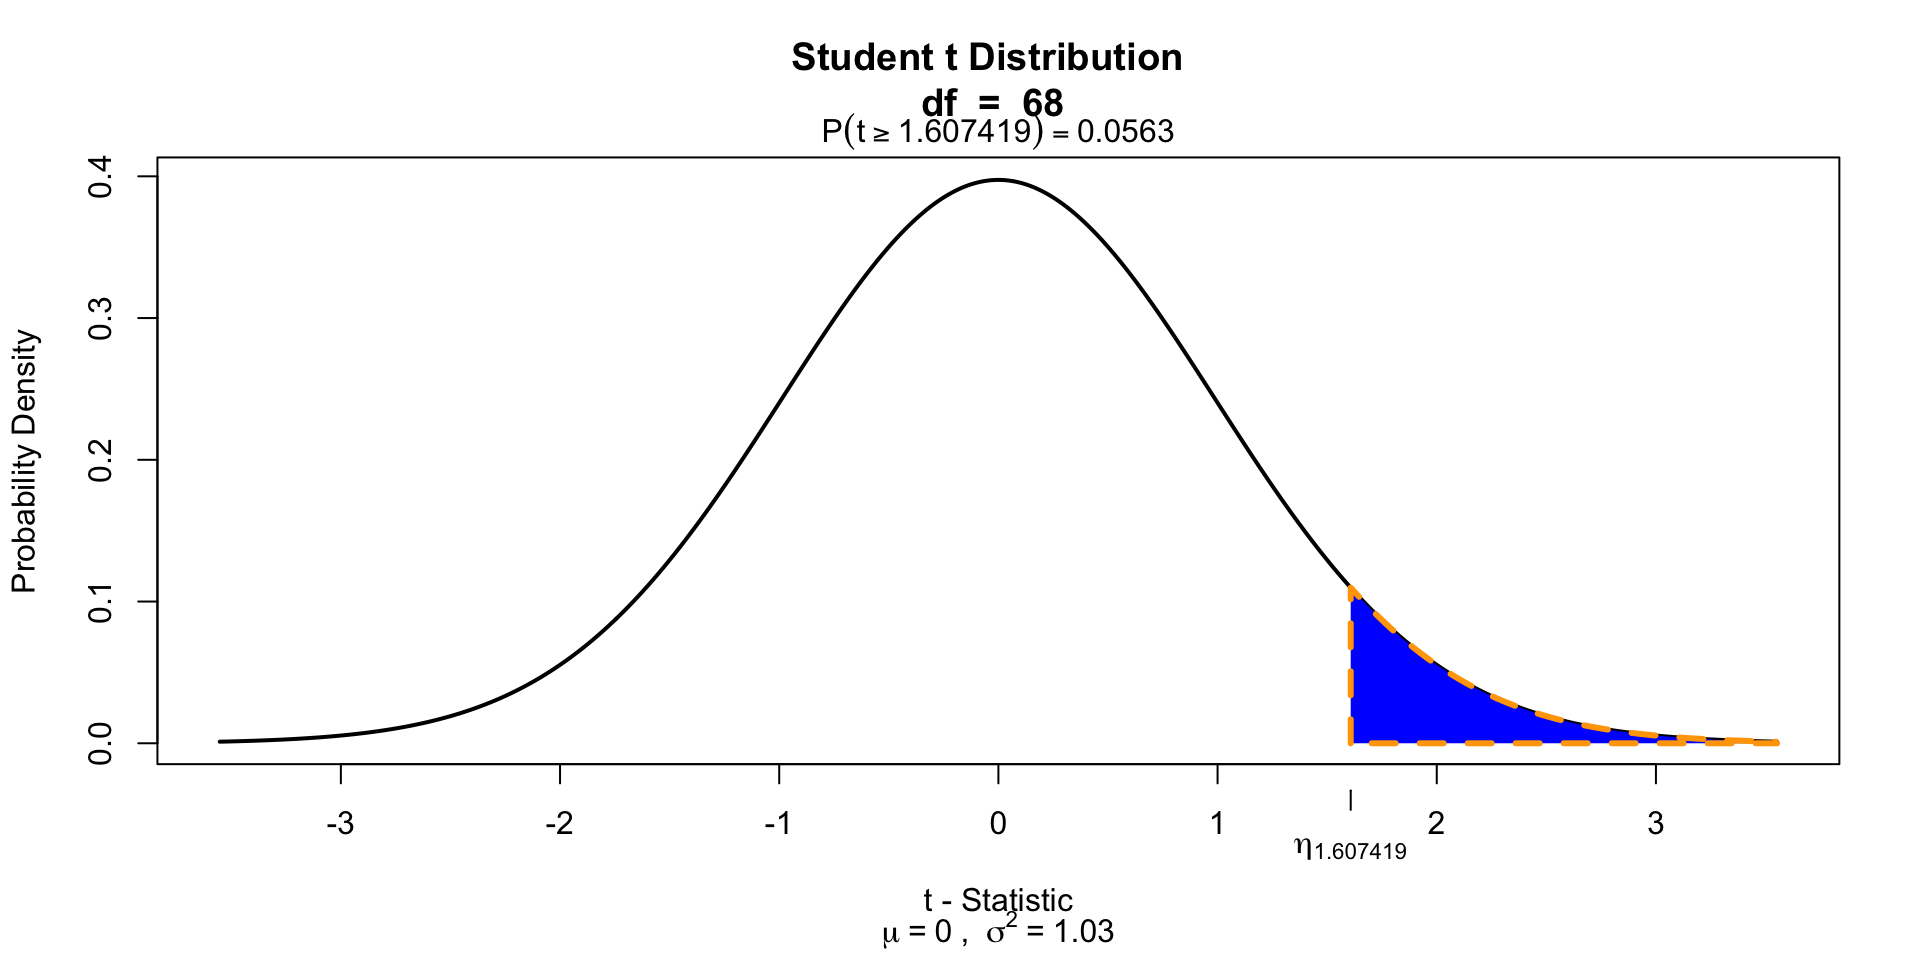 Student t Distribution
df = 68
P(t ≥ 1.607419) = 0.0563
Probability Density
0.4
0.3
0.2
0.1
0.0
-3 -2 -1 0 1 2 3
η1.607419
t - Statistic
μ = 0 , σ² = 1.03